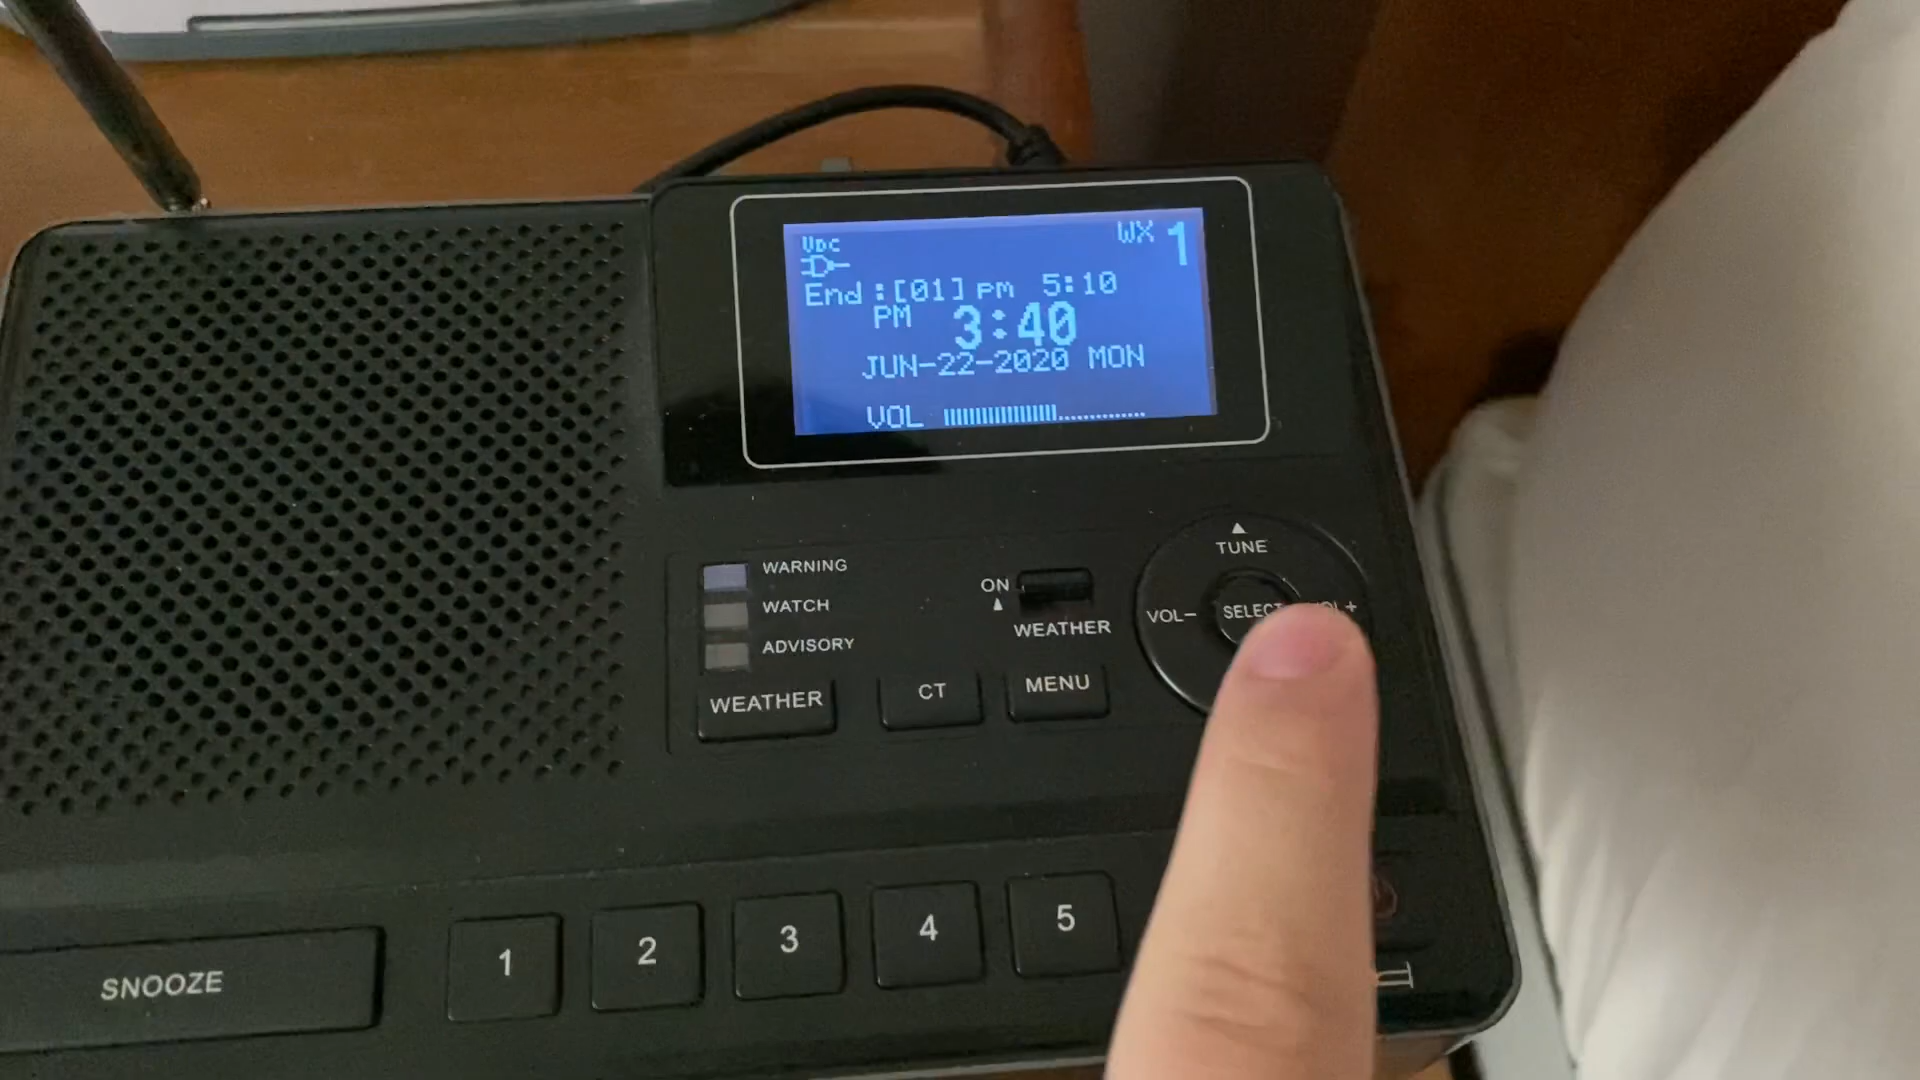 VDC
WX 1
End :[01] PM 5:10
PM 3:40
JUN-22-2020 MON
VOL
WARNING
WATCH
ADVISORY
WEATHER
ON
WEATHER
CT
MENU
TUNE
VOL-
SELECT
SNOOZE
1
2
3
4
5